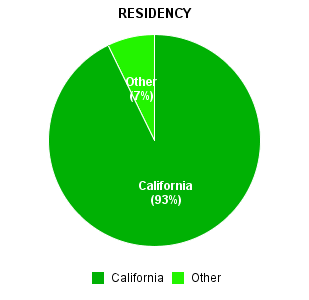 RESIDENCY
Other
(7%)
California
(93%)
California Other